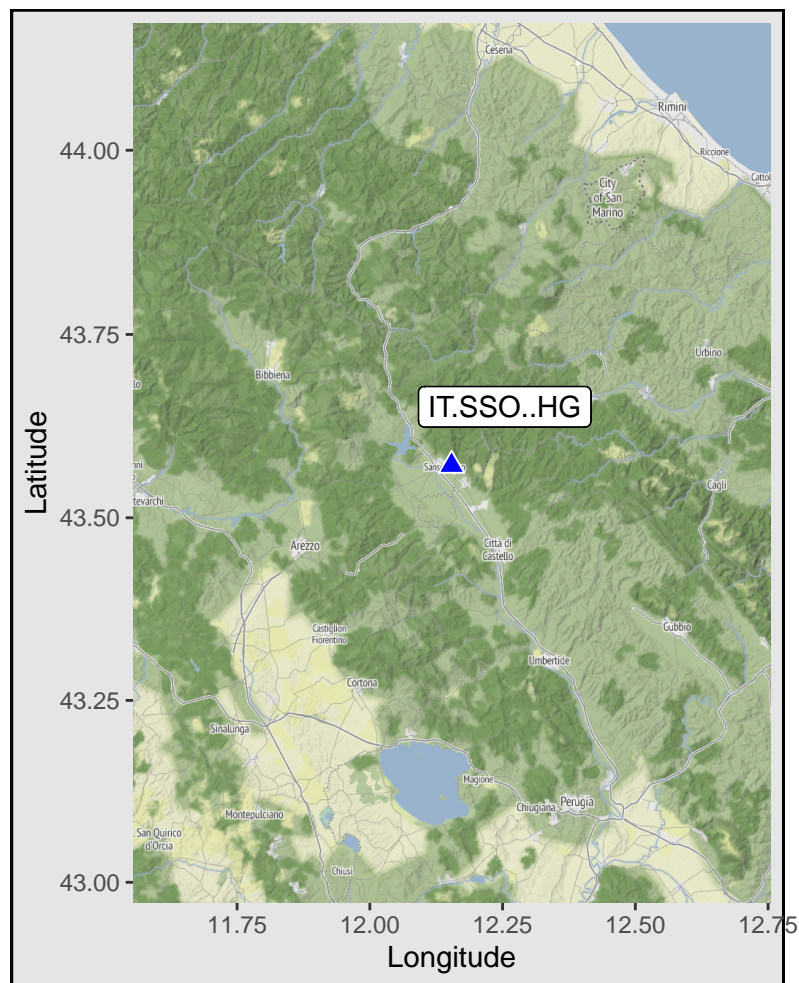 Cesena
Rimini
44.00
Riccione
City
of San
Marino
43.75
Urbino
Bibbiena
IT.SSO..HG
Latitude
Cagli
tevarchi
43.50
Arezzo
Città di
Castello
Castiglion
Fiorentino
Gubbio
Umbertide
Cortona
43.25
Sinalunga
Magione
Chiugiana
Perugia
Montepulciano
San Quirico
d'Orcia
Chiusi
43.00
11.75 12.00 12.25 12.50 12.75
Longitude